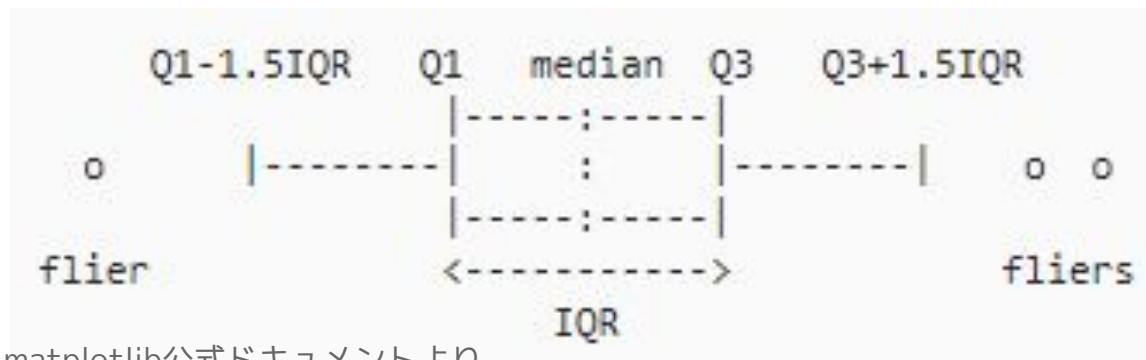 Q1-1.5IQR Q1 median Q3 Q3+1.5IQR
|-----:-----|
o |--------| : |--------| o o
|-----:-----|
flier <-----------> fliers
IQR
matplotlib公式ドキュメントより